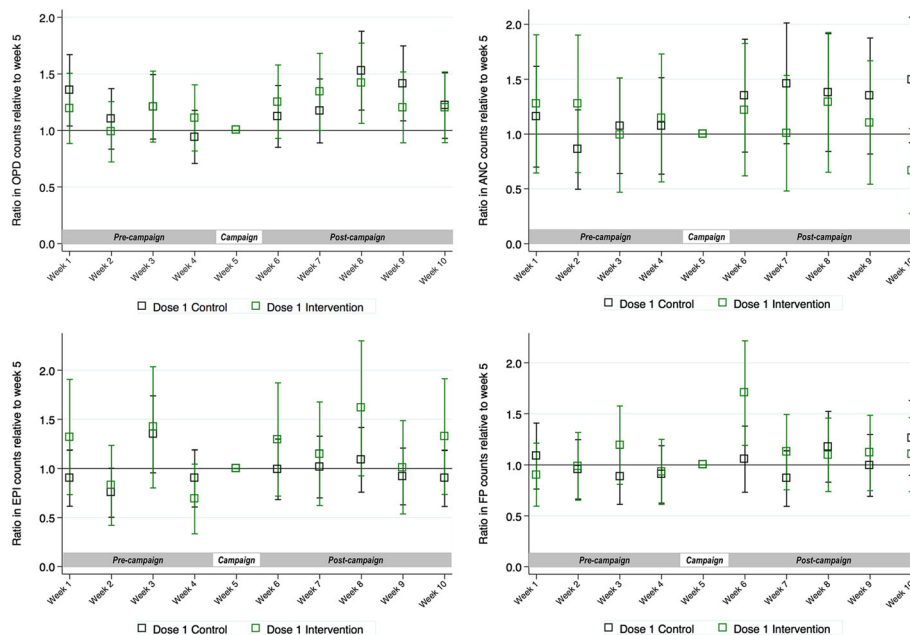 Ratio in OPD counts relative to week 5
2.0
1.5
1.0
0.5
0.0
Pre-campaign Campaign Post-campaign
Week 1 Week 2 Week 3 Week 4 Week 5 Week 6 Week 7 Week 8 Week 9 Week 10
Dose 1 Control Dose 1 Intervention
Ratio in ANC counts relative to week 5
2.0
1.5
1.0
0.5
0.0
Pre-campaign Campaign Post-campaign
Week 1 Week 2 Week 3 Week 4 Week 5 Week 6 Week 7 Week 8 Week 9 Week 10
Dose 1 Control Dose 1 Intervention
Ratio in EPI counts relative to week 5
2.0
1.5
1.0
0.5
0.0
Pre-campaign Campaign Post-campaign
Week 1 Week 2 Week 3 Week 4 Week 5 Week 6 Week 7 Week 8 Week 9 Week 10
Dose 1 Control Dose 1 Intervention
Ratio in FP counts relative to week 5
2.0
1.5
1.0
0.5
0.0
Pre-campaign Campaign Post-campaign
Week 1 Week 2 Week 3 Week 4 Week 5 Week 6 Week 7 Week 8 Week 9 Week 10
Dose 1 Control Dose 1 Intervention